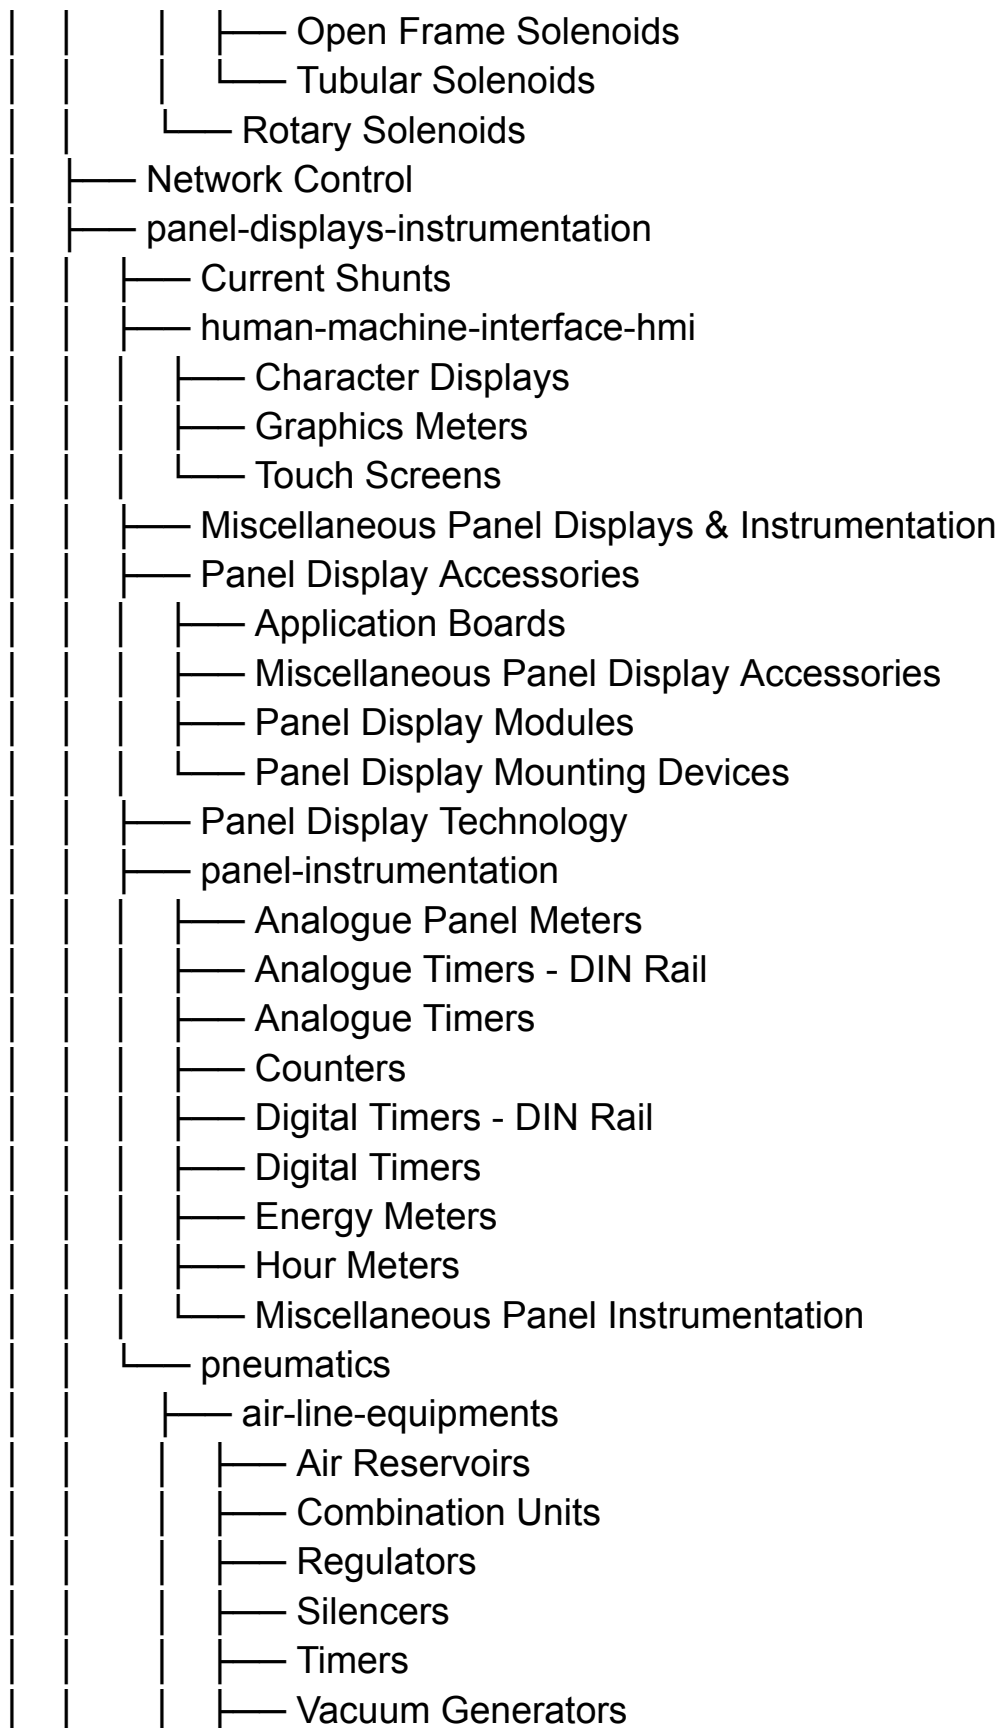 Open Frame Solenoids
Tubular Solenoids
Rotary Solenoids
Network Control
panel-displays-instrumentation
Current Shunts
human-machine-interface-hmi
Character Displays
Graphics Meters
Touch Screens
Miscellaneous Panel Displays & Instrumentation
Panel Display Accessories
Application Boards
Miscellaneous Panel Display Accessories
Panel Display Modules
Panel Display Mounting Devices
Panel Display Technology
panel-instrumentation
Analogue Panel Meters
Analogue Timers - DIN Rail
Analogue Timers
Counters
Digital Timers - DIN Rail
Digital Timers
Energy Meters
Hour Meters
Miscellaneous Panel Instrumentation
pneumatics
air-line-equipments
Air Reservoirs
Combination Units
Regulators
Silencers
Timers
Vacuum Generators